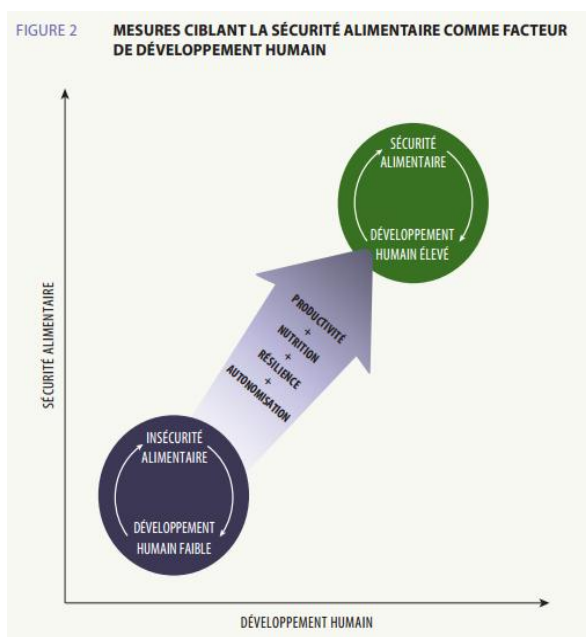 FIGURE 2 MESURES CIBLANT LA SÉCURITÉ ALIMENTAIRE COMME FACTEUR
DE DÉVELOPPEMENT HUMAIN
SÉCURITÉ
ALIMENTAIRE
DÉVELOPPEMENT
HUMAIN ÉLEVÉ
PRODUCTIVITÉ
+
NUTRITION
+
RÉSILIENCE
+
AUTONOMISATION
SÉCURITÉ ALIMENTAIRE
INSÉCURITÉ
ALIMENTAIRE
DÉVELOPPEMENT
HUMAIN FAIBLE
DÉVELOPPEMENT HUMAIN